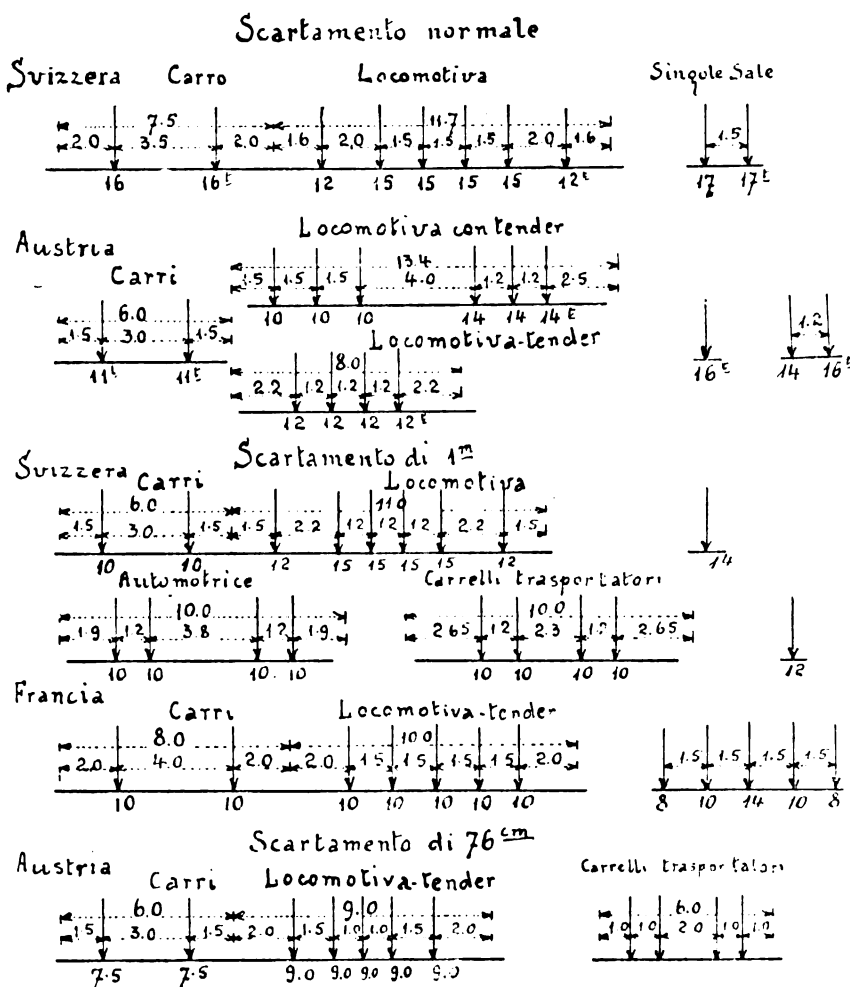 Scartamento normale
Svizzera Carro Locomotiva Singole Sale
7.5 11.7
2.0 3.5 2.0 1.6 2.0 1.5 1.5 1.5 2.0 1.6 1.5
16 16t 12 15 15 15 15 12t 17 17t
Locomotiva con tender
Austria
13.4
Carri
1.5 1.5 1.5 4.0 1.2 1.2 2.5
6.0
10 10 10 14 14 14t
1.5 3.0 1.5 1.2
Locomotiva-tender
11t 11t 16t 14 16t
8.0
2.2 1.2 1.2 1.2 2.2
12 12 12 12t
Scartamento di 1m
Svizzera Carri Locomotiva
6.0 11.0
1.5 3.0 1.5 1.5 2.2 1.2 1.2 1.2 2.2 1.5
10 10 12 15 15 15 15 12 14
Automotrice Carrelli trasportatori
10.0 10.0
1.9 1.2 3.8 1.2 1.9 2.65 1.2 2.3 1.2 2.65
10 10 10 10 10 10 10 10 12
Francia
Carri Locomotiva-tender
8.0 10.0
2.0 4.0 2.0 2.0 1.5 1.5 1.5 1.5 2.0 1.5 1.5 1.5 1.5
10 10 10 10 10 10 10 8 10 14 10 8
Scartamento di 76cm
Austria Carri Locomotiva-tender Carrelli trasportatori
6.0 9.0 6.0
1.5 3.0 1.5 2.0 1.5 1.0 1.0 1.5 2.0 1.0 1.0 2.0 1.0 1.0
7.5 7.5 9.0 9.0 9.0 9.0 9.0